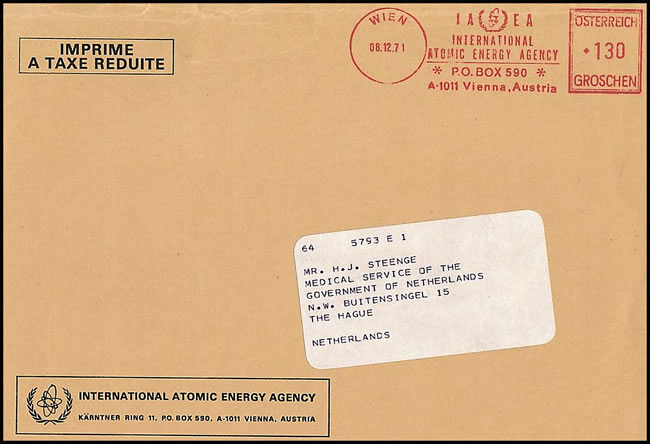 IMPRIME
A TAXE REDUITE
WIEN
08.12.71
IAEA
INTERNATIONAL
ATOMIC ENERGY AGENCY
* P.O. BOX 590 *
A-1011 Vienna, Austria
ÖSTERREICH
*130
GROSCHEN
64 5793 E 1
MR. H.J. STEENGE
MEDICAL SERVICE OF THE
GOVERNMENT OF NETHERLANDS
N.W. BUITENSINGEL 15
THE HAGUE
NETHERLANDS
INTERNATIONAL ATOMIC ENERGY AGENCY
KÄRNTNER RING 11, P.O. BOX 590, A-1011 VIENNA, AUSTRIA